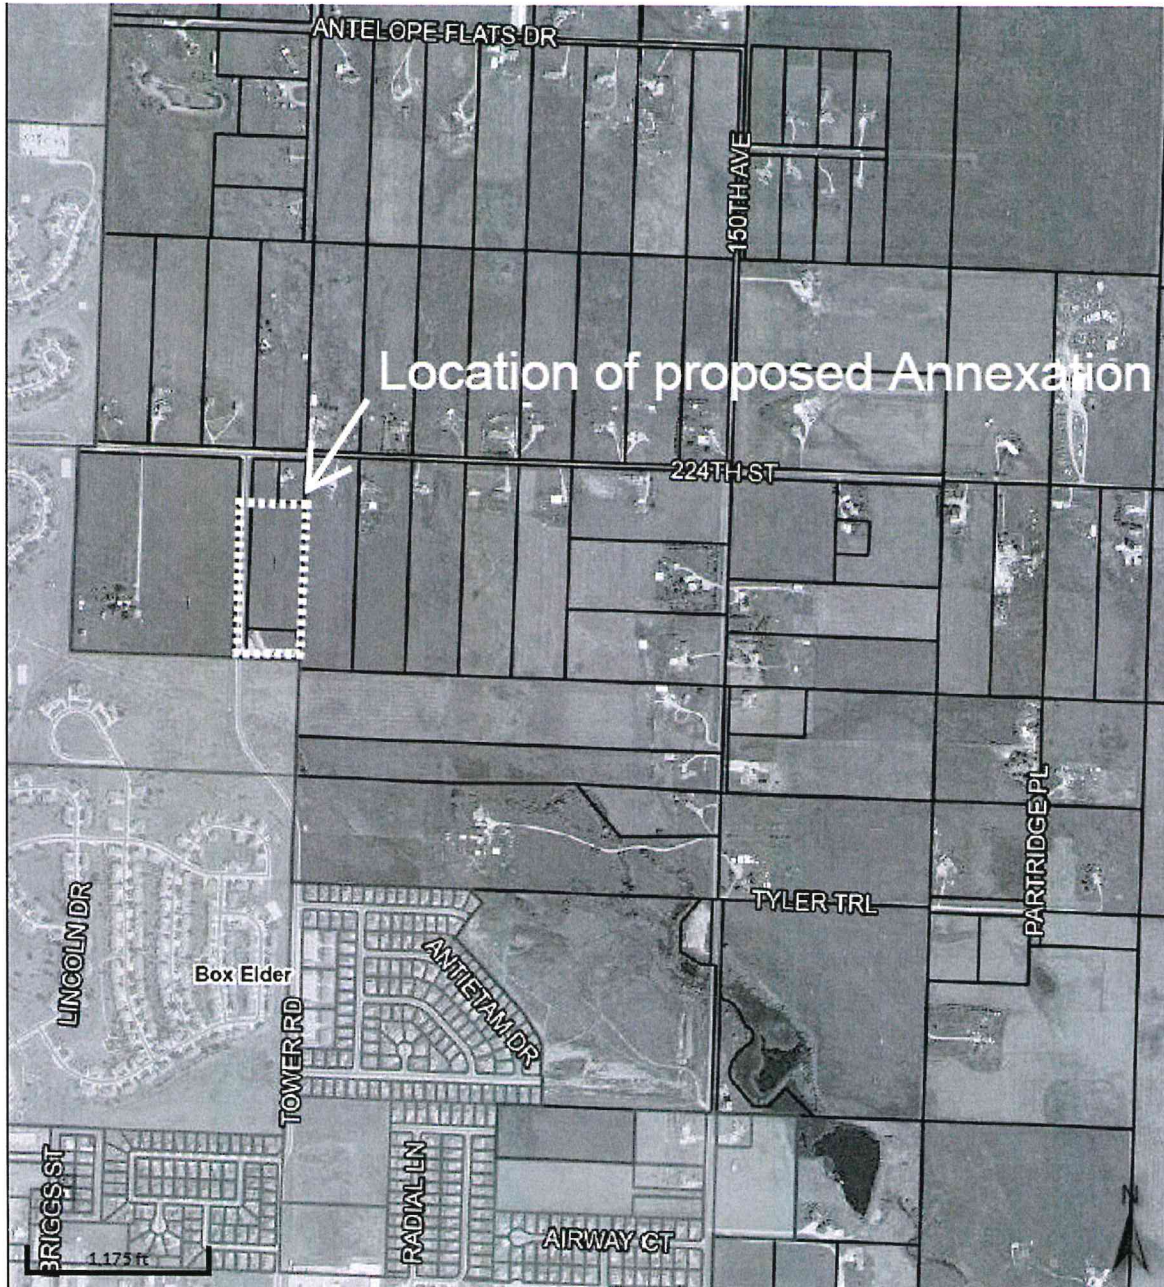 ANTELOPE FLATS DR
150TH AVE
Location of proposed Annexation
224TH ST
PARTRIDGE PL
TYLER TRL
LINCOLN DR
ANTIETAM DR
Box Elder
TOWER RD
BRIGGS ST
RADIAL LN
AIRWAY CT
N
1,175 ft